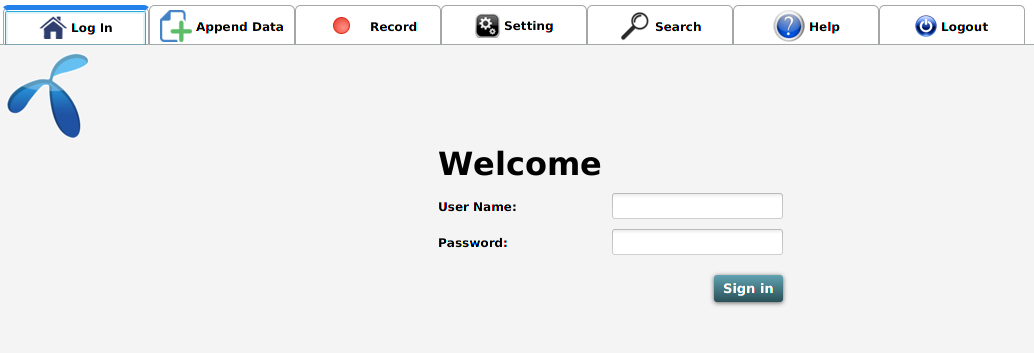 Log In Append Data Record Setting Search Help Logout
Welcome
User Name:
Password:
Sign in